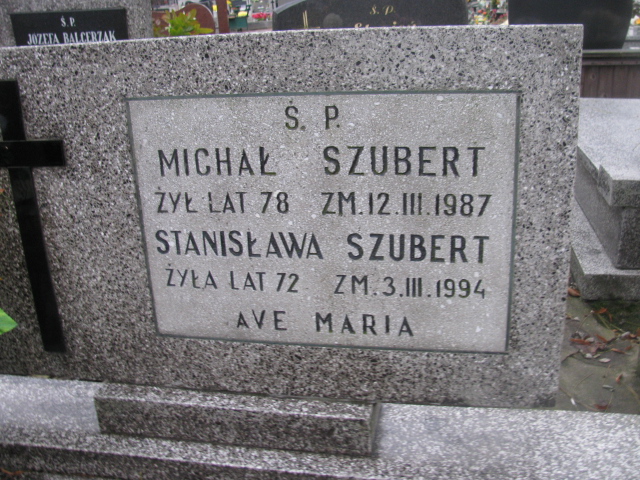 Ś. P.
JÓZEFA BALCERZAK
Ś. P.
MICHAŁ SZUBERT
ŻYŁ LAT 78 ZM. 12. III. 1987
STANISŁAWA SZUBERT
ŻYŁA LAT 72 ZM. 3. III. 1994
AVE MARIA